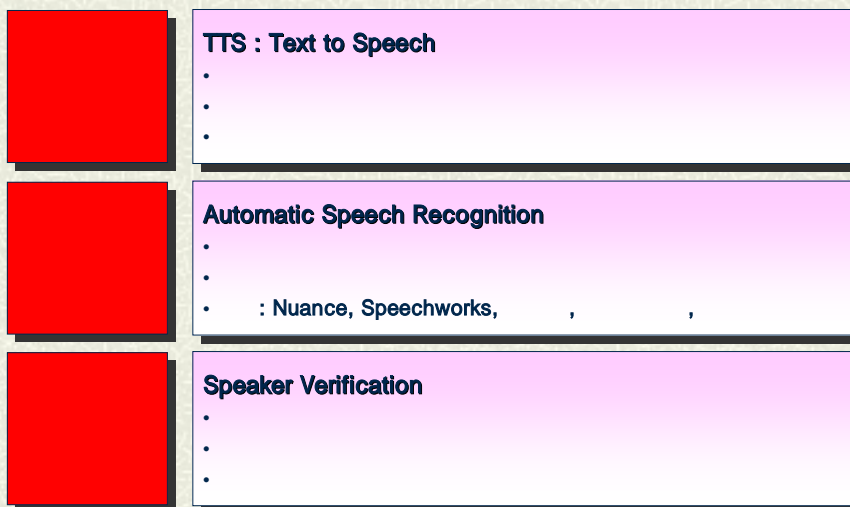 TTS : Text to Speech
•
•
•
Automatic Speech Recognition
•
•
• : Nuance, Speechworks, , ,
Speaker Verification
•
•
•